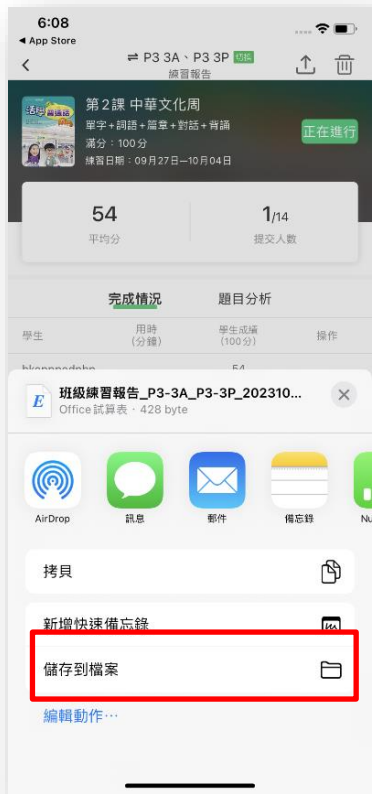 6:08
◀ App Store
⇌ P3 3A、P3 3P 切換
練習報告
第2課 中華文化周
單字+詞語+篇章+對話+背誦
滿分：100分
練習日期：09月27日—10月04日
正在進行
54
平均分
1/14
提交人數
完成情況
題目分析
學生
用時
(分鐘)
學生成績
(100分)
操作
54
班級練習報告_P3-3A_P3-3P_202310...
Office試算表 · 428 byte
AirDrop
訊息
郵件
備忘錄
拷貝
新增快速備忘錄
儲存到檔案
編輯動作⋯